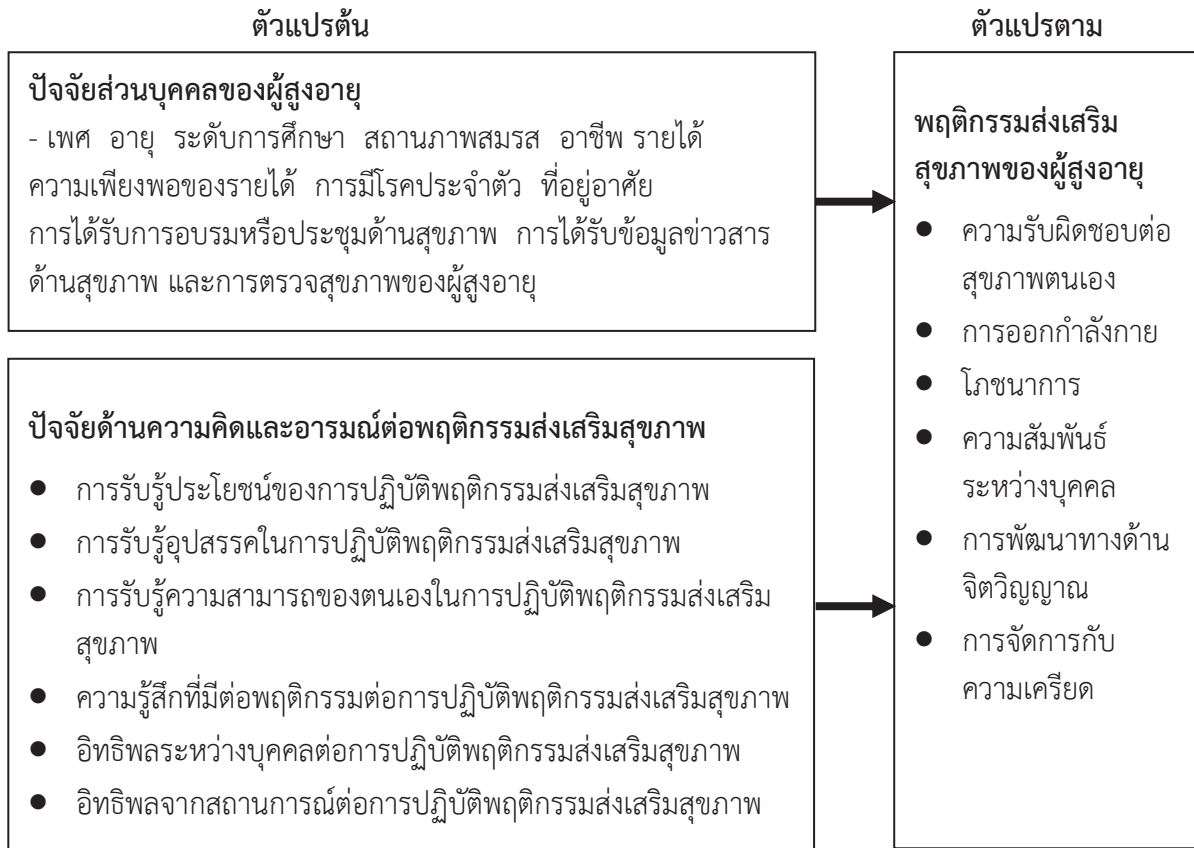 ตัวแปรต้น
ปัจจัยส่วนบุคคลของผู้สูงอายุ
- เพศ อายุ ระดับการศึกษา สถานภาพสมรส อาชีพ รายได้
ความเพียงพอของรายได้ การมีโรคประจำตัว ที่อยู่อาศัย
การได้รับการอบรมหรือประชุมด้านสุขภาพ การได้รับข้อมูลข่าวสาร
ด้านสุขภาพ และการตรวจสุขภาพของผู้สูงอายุ
ปัจจัยด้านความคิดและอารมณ์ต่อพฤติกรรมส่งเสริมสุขภาพ
● การรับรู้ประโยชน์ของการปฏิบัติพฤติกรรมส่งเสริมสุขภาพ
● การรับรู้อุปสรรคในการปฏิบัติพฤติกรรมส่งเสริมสุขภาพ
● การรับรู้ความสามารถของตนเองในการปฏิบัติพฤติกรรมส่งเสริม
สุขภาพ
● ความรู้สึกที่มีต่อพฤติกรรมต่อการปฏิบัติพฤติกรรมส่งเสริมสุขภาพ
● อิทธิพลระหว่างบุคคลต่อการปฏิบัติพฤติกรรมส่งเสริมสุขภาพ
● อิทธิพลจากสถานการณ์ต่อการปฏิบัติพฤติกรรมส่งเสริมสุขภาพ
ตัวแปรตาม
พฤติกรรมส่งเสริม
สุขภาพของผู้สูงอายุ
● ความรับผิดชอบต่อ
สุขภาพตนเอง
● การออกกำลังกาย
● โภชนาการ
● ความสัมพันธ์
ระหว่างบุคคล
● การพัฒนาทางด้าน
จิตวิญญาณ
● การจัดการกับ
ความเครียด